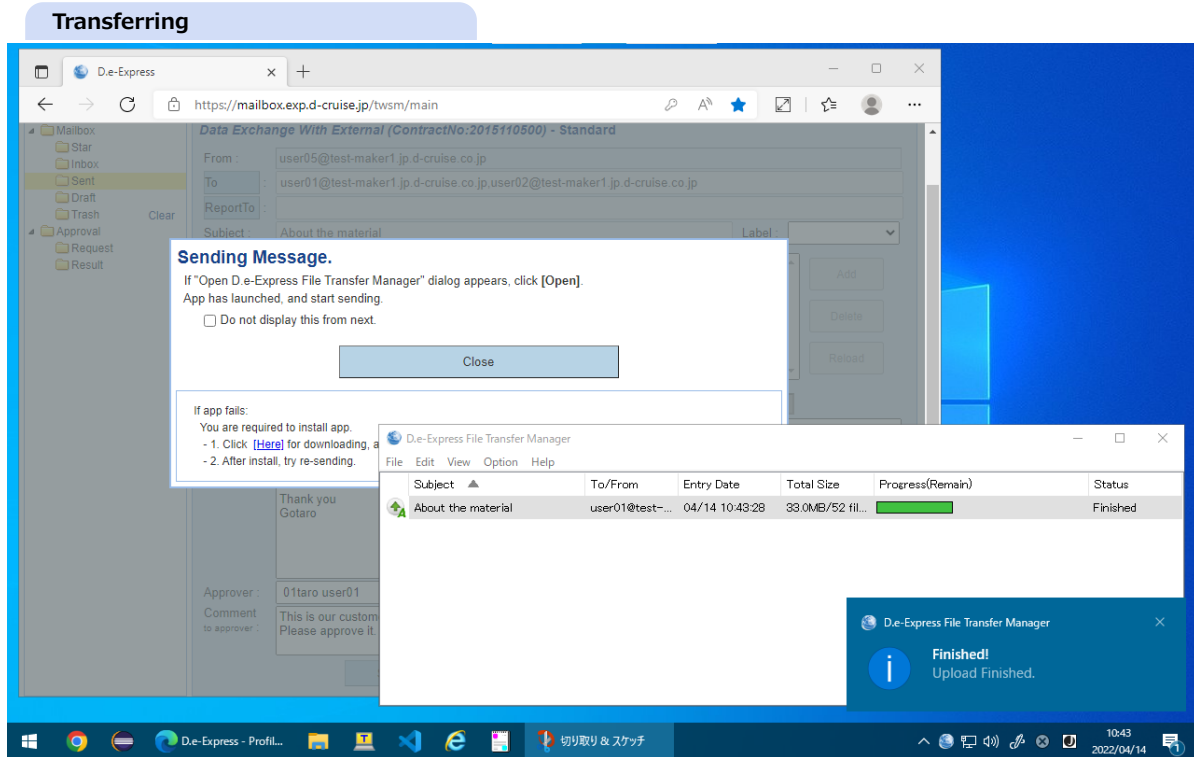 Transferring
D.e-Express
https://mailbox.exp.d-cruise.jp/twsm/main
Mailbox
Star
Inbox
Sent
Draft
Trash Clear
Approval
Request
Result
Data Exchange With External (ContractNo:2015110500) - Standard
From : user05@test-maker1.jp.d-cruise.co.jp
To : user01@test-maker1.jp.d-cruise.co.jp,user02@test-maker1.jp.d-cruise.co.jp
ReportTo :
Subject : About the material Label :
Add
Delete
Reload
Sending Message.
If "Open D.e-Express File Transfer Manager" dialog appears, click [Open].
App has launched, and start sending.
Do not display this from next.
Close
If app fails:
You are required to install app.
- 1. Click [Here] for downloading, a
- 2. After install, try re-sending.
Thank you
Gotaro
Approver : 01taro user01
Comment
to approver :
This is our custom
Please approve it.
D.e-Express File Transfer Manager
File Edit View Option Help
Subject To/From Entry Date Total Size Progress(Remain) Status
About the material user01@test-... 04/14 10:43:28 33.0MB/52 fil... Finished
D.e-Express File Transfer Manager
Finished!
Upload Finished.
D.e-Express - Profil...
切り取り & スケッチ
10:43
2022/04/14